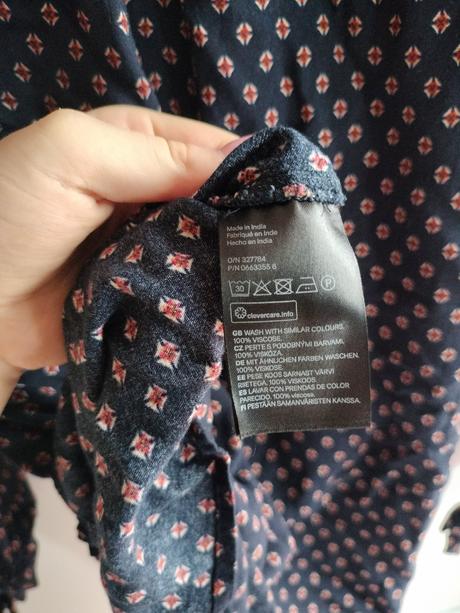 Made in India
Fabriqué en Inde
Hecho en India
O/N 327784
P/N 0663355 6
30
P
clevercare.info
GB WASH WITH SIMILAR COLOURS.
100% VISCOSE.
CZ PERTE S PODOBNÝMI BARVAMI.
100% VISKÓZA.
DE MIT ÄHNLICHEN FARBEN WASCHEN.
100% VISKOSE.
EE PESE KOOS SARNAST VÄRVI
RIIETEGA. 100% VISKOOS.
ES LAVAR CON PRENDAS DE COLOR
PARECIDO. 100% viscosa.
FI PESTÄÄN SAMANVÄRISTEN KANSSA.